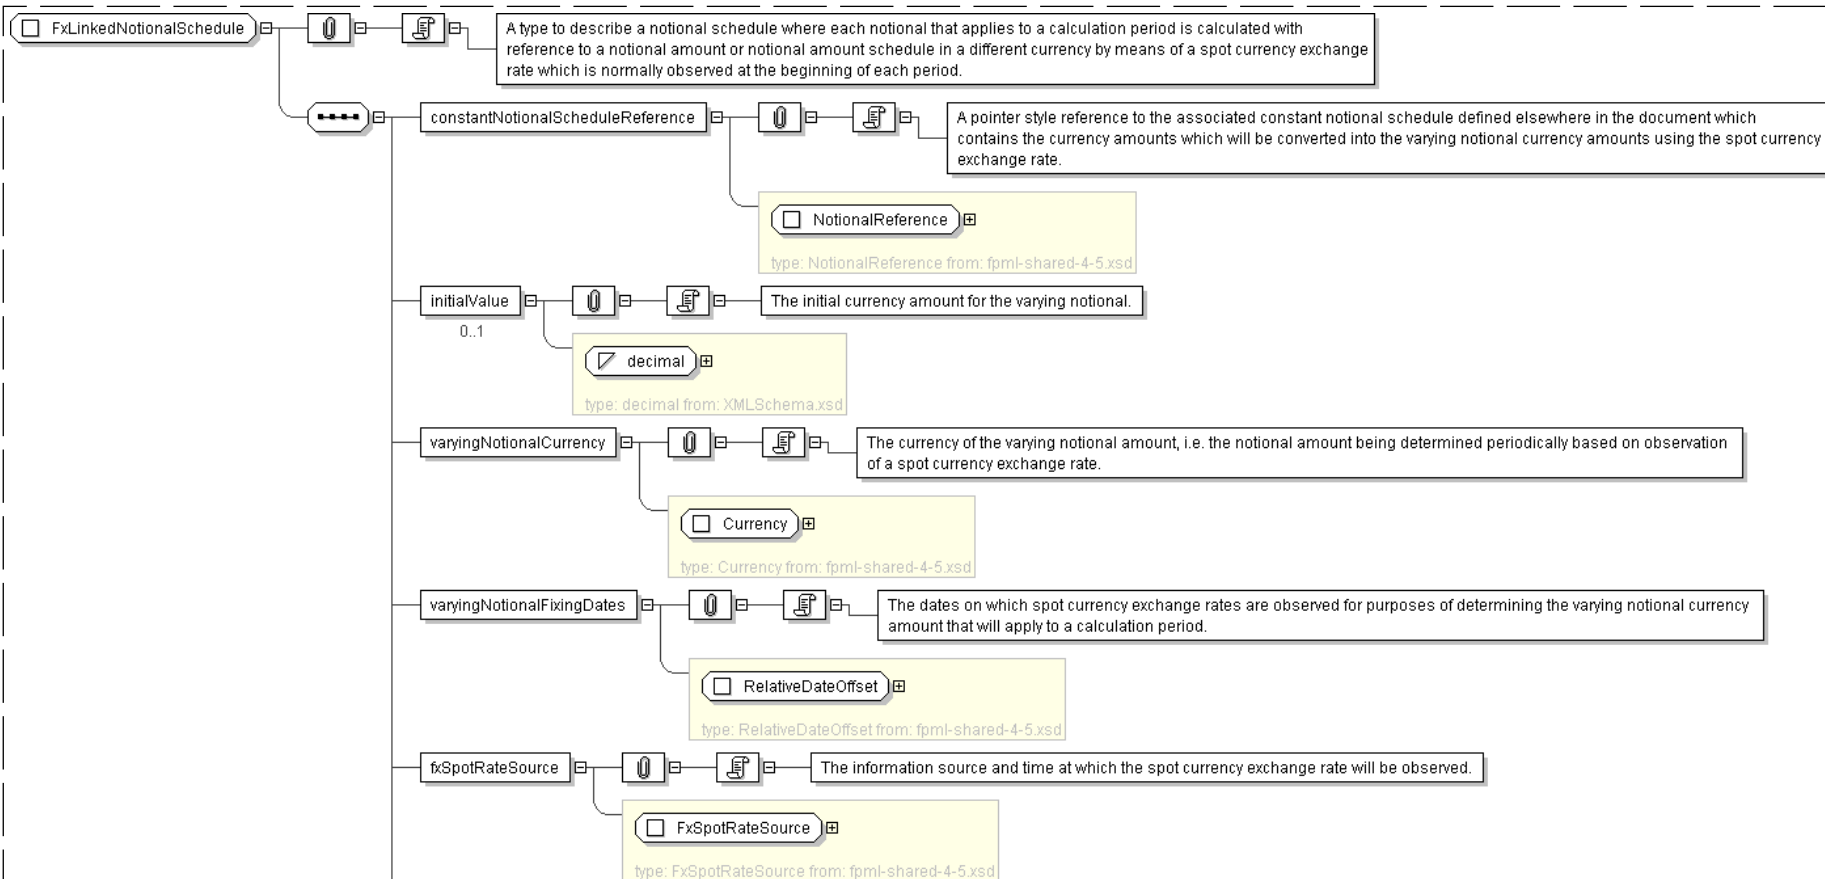 FxLinkedNotionalSchedule
A type to describe a notional schedule where each notional that applies to a calculation period is calculated with
reference to a notional amount or notional amount schedule in a different currency by means of a spot currency exchange
rate which is normally observed at the beginning of each period.
constantNotionalScheduleReference
A pointer style reference to the associated constant notional schedule defined elsewhere in the document which
contains the currency amounts which will be converted into the varying notional currency amounts using the spot currency
exchange rate.
NotionalReference
type: NotionalReference from: fpml-shared-4-5.xsd
initialValue
The initial currency amount for the varying notional.
0..1
decimal
type: decimal from: XMLSchema.xsd
varyingNotionalCurrency
The currency of the varying notional amount, i.e. the notional amount being determined periodically based on observation
of a spot currency exchange rate.
Currency
type: Currency from: fpml-shared-4-5.xsd
varyingNotionalFixingDates
The dates on which spot currency exchange rates are observed for purposes of determining the varying notional currency
amount that will apply to a calculation period.
RelativeDateOffset
type: RelativeDateOffset from: fpml-shared-4-5.xsd
fxSpotRateSource
The information source and time at which the spot currency exchange rate will be observed.
FxSpotRateSource
type: FxSpotRateSource from: fpml-shared-4-5.xsd